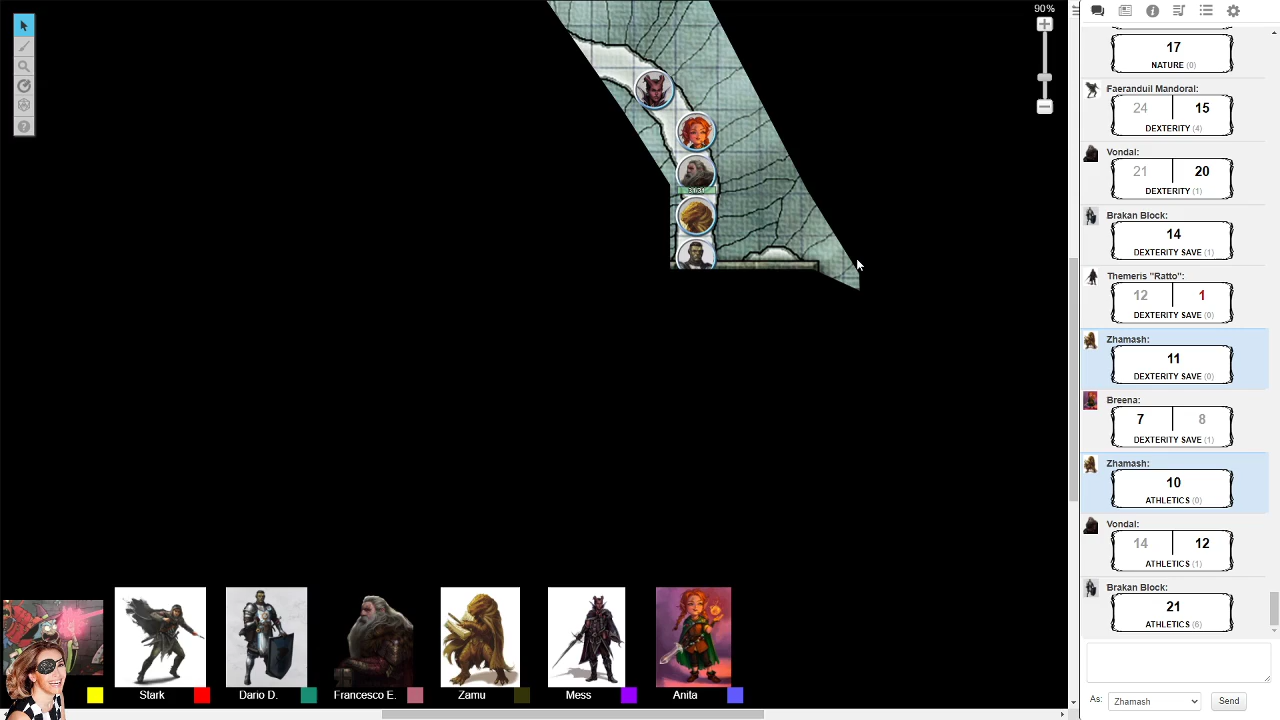 90%
17
NATURE (0)
Faeranduil Mandoral:
24 15
DEXTERITY (4)
Vondal:
21 20
DEXTERITY (1)
Brakan Block:
14
DEXTERITY SAVE (1)
Themeris "Ratto":
12 1
DEXTERITY SAVE (0)
Zhamash:
11
DEXTERITY SAVE (0)
Breena:
7 8
DEXTERITY SAVE (1)
Zhamash:
10
ATHLETICS (0)
Vondal:
14 12
ATHLETICS (1)
Brakan Block:
21
ATHLETICS (6)
As: Zhamash Send
Stark Dario D. Francesco E. Zamu Mess Anita